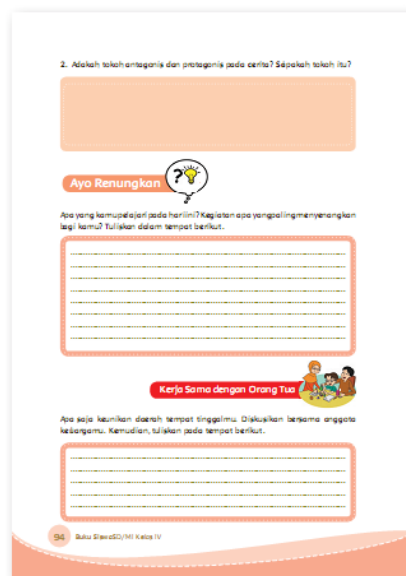 2. Adakah tokoh antagonis dan protagonis pada cerita? Siapakah tokoh itu?
Ayo Renungkan
?
Apa yang kamu pelajari pada hari ini? Kegiatan apa yang paling menyenangkan
bagi kamu? Tuliskan dalam tempat berikut.
Kerja Sama dengan Orang Tua
Apa saja keunikan daerah tempat tinggalmu. Diskusikan bersama anggota
keluargamu. Kemudian, tuliskan pada tempat berikut.
94 Buku Siswa SD/MI Kelas IV